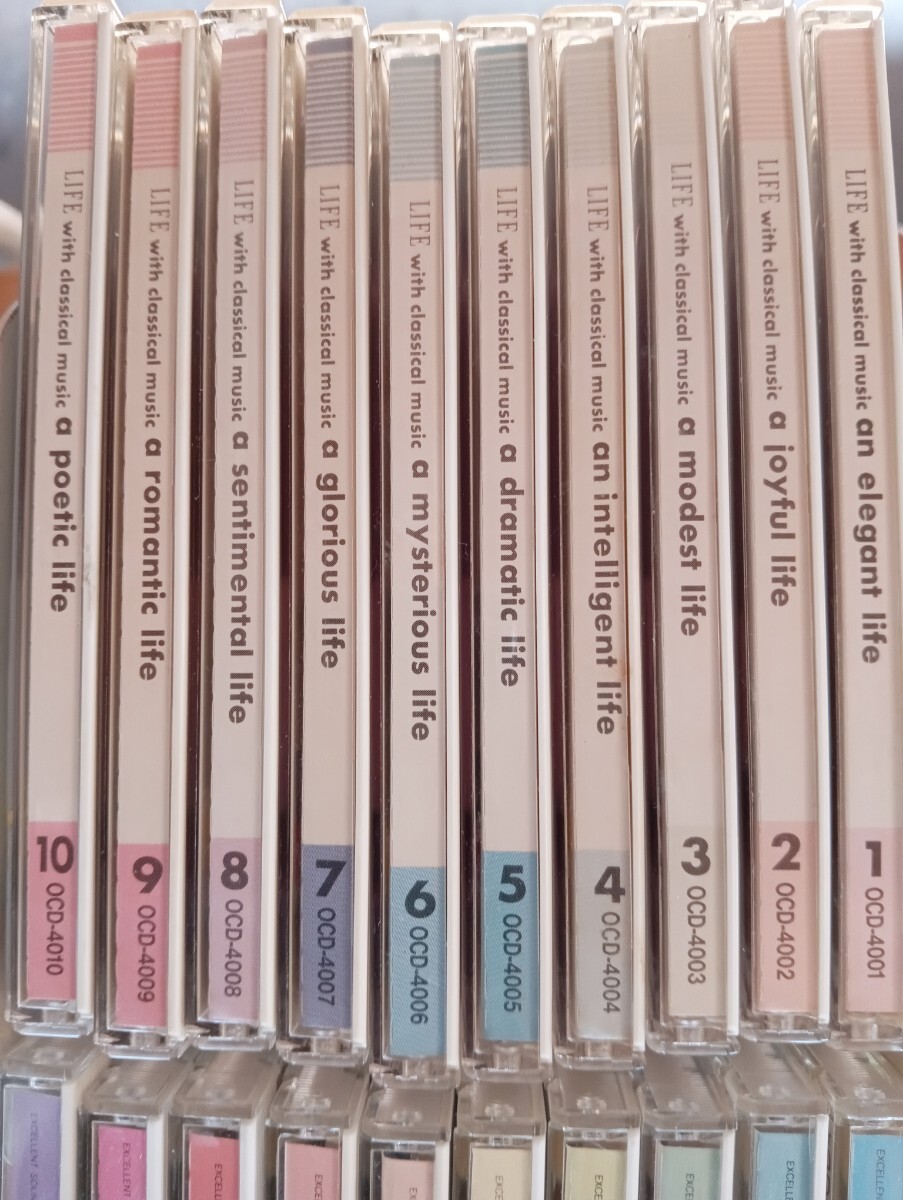 LIFE with classical music a poetic life 10 OCD-4010
LIFE with classical music a romantic life 9 OCD-4009
LIFE with classical music a sentimental life 8 OCD-4008
LIFE with classical music a glorious life 7 OCD-4007
LIFE with classical music a mysterious life 6 OCD-4006
LIFE with classical music a dramatic life 5 OCD-4005
LIFE with classical music an intelligent life 4 OCD-4004
LIFE with classical music a modest life 3 OCD-4003
LIFE with classical music a joyful life 2 OCD-4002
LIFE with classical music an elegant life 1 OCD-4001
EXCELLENT
EXCELLENT